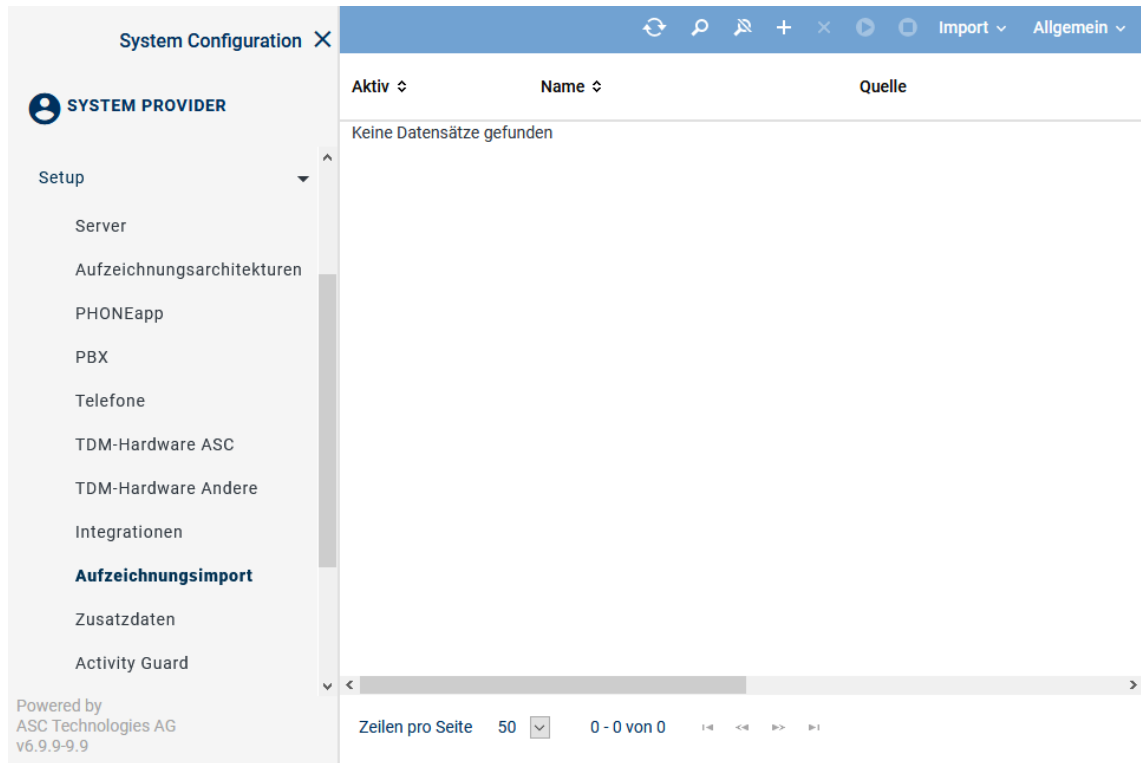 System Configuration
SYSTEM PROVIDER
Setup
Server
Aufzeichnungsarchitekturen
PHONEapp
PBX
Telefone
TDM-Hardware ASC
TDM-Hardware Andere
Integrationen
Aufzeichnungsimport
Zusatzdaten
Activity Guard
Powered by
ASC Technologies AG
v6.9.9-9.9
Import Allgemein
Aktiv Name Quelle
Keine Datensätze gefunden
Zeilen pro Seite 50 0 - 0 von 0